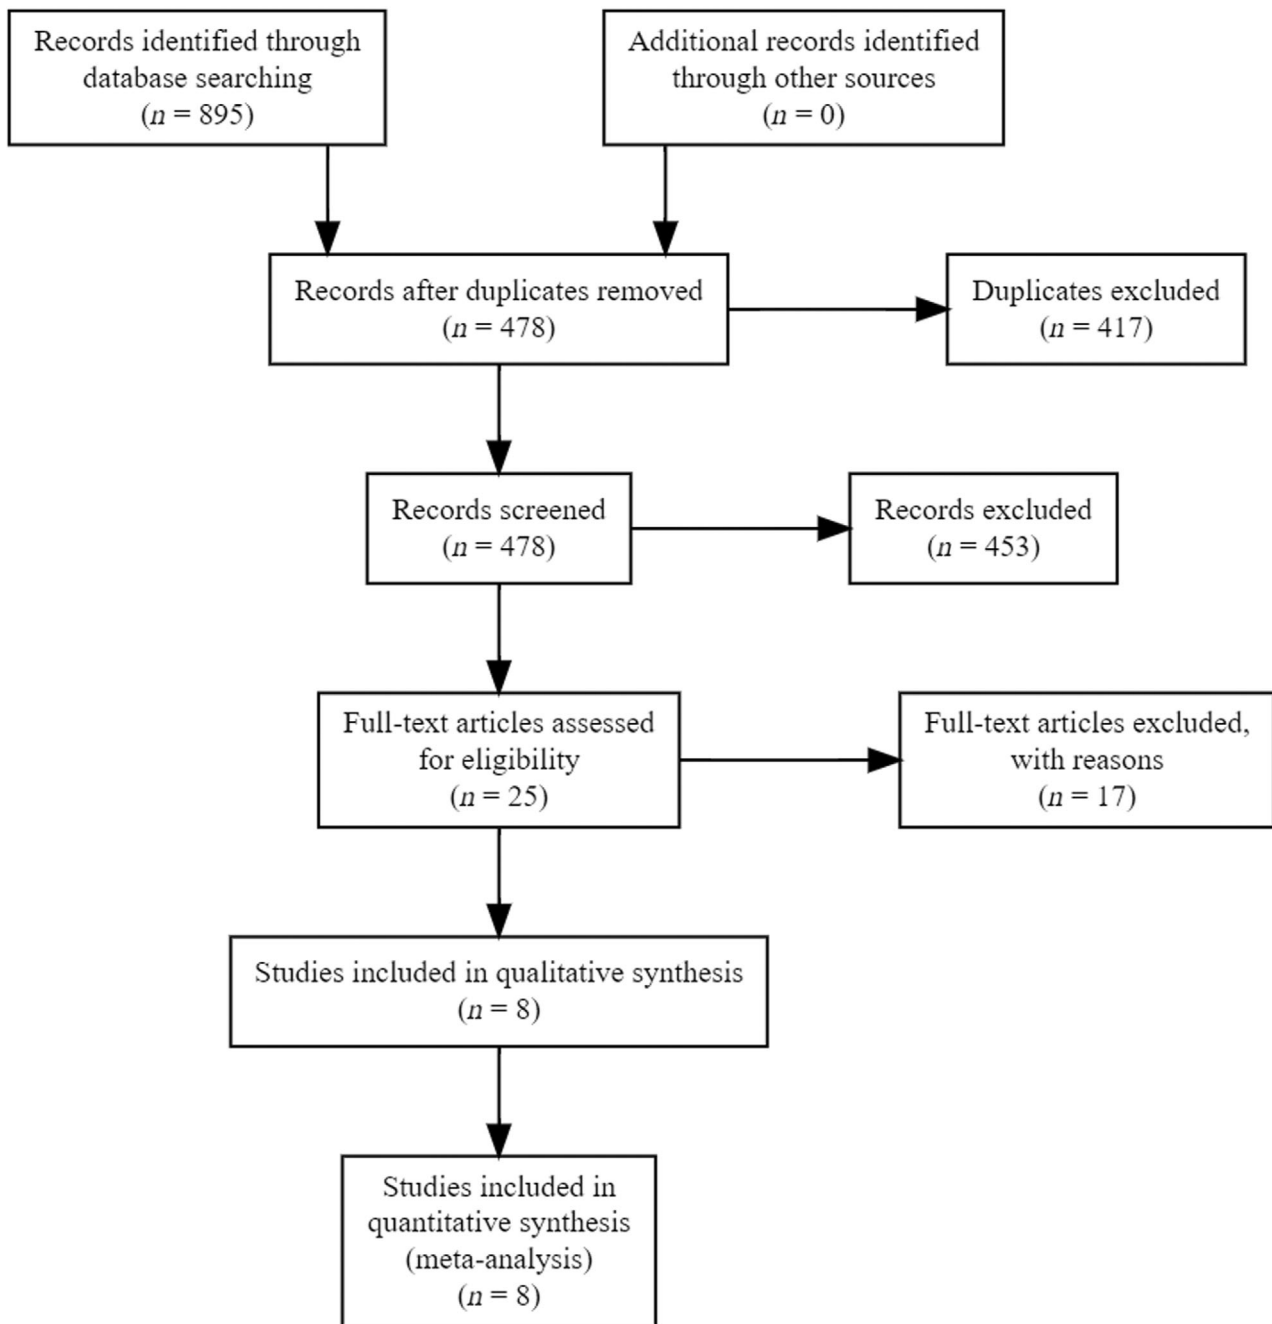 Records identified through
database searching
(n = 895)
Additional records identified
through other sources
(n = 0)
Records after duplicates removed
(n = 478)
Duplicates excluded
(n = 417)
Records screened
(n = 478)
Records excluded
(n = 453)
Full-text articles assessed
for eligibility
(n = 25)
Full-text articles excluded,
with reasons
(n = 17)
Studies included in qualitative synthesis
(n = 8)
Studies included in
quantitative synthesis
(meta-analysis)
(n = 8)